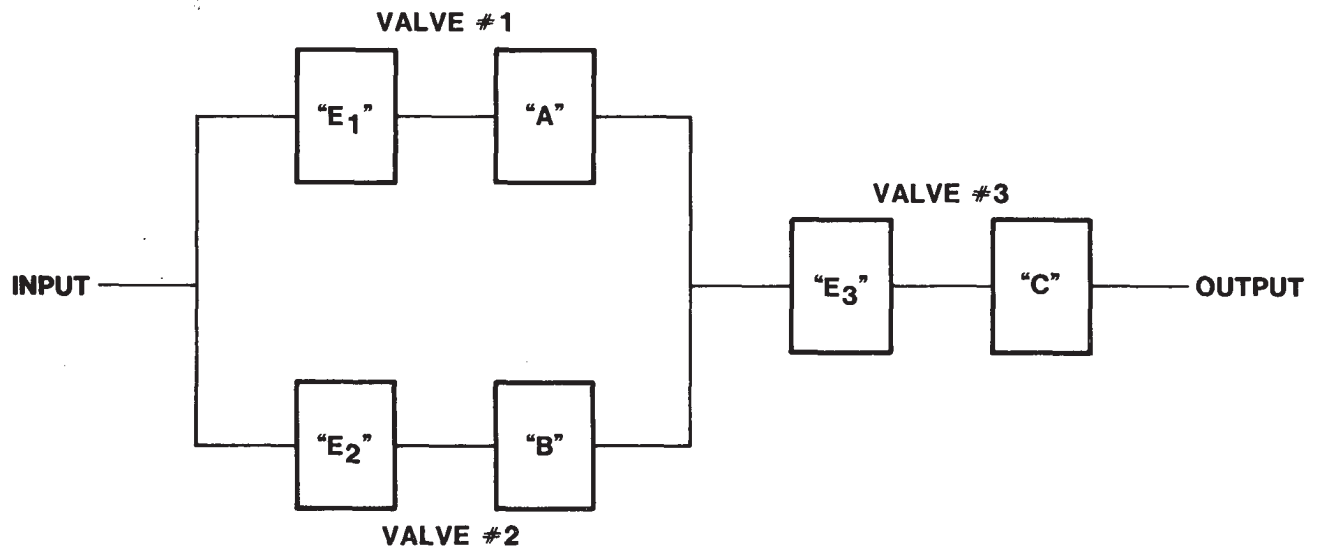 VALVE #1
"E1"
"A"
VALVE #3
INPUT
"E3"
"C"
OUTPUT
"E2"
"B"
VALVE #2